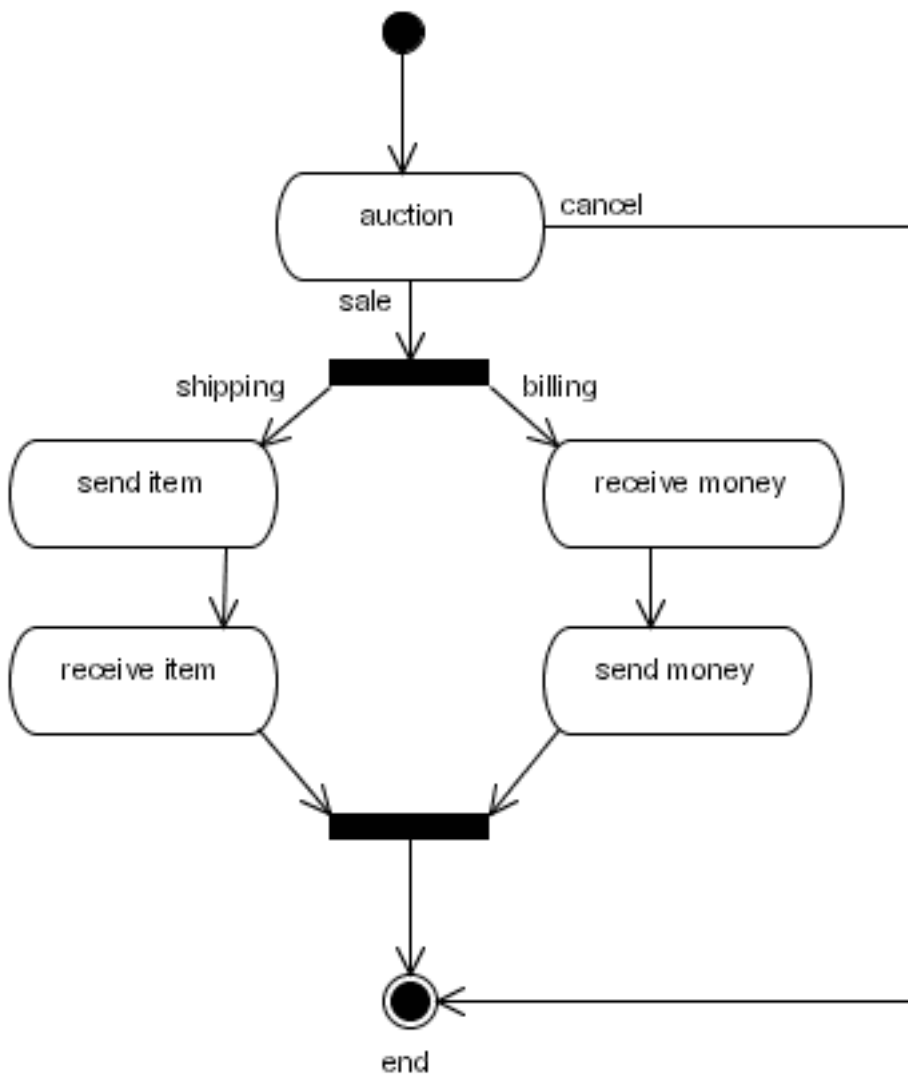 auction
cancel
sale
shipping
billing
send item
receive money
receive item
send money
end